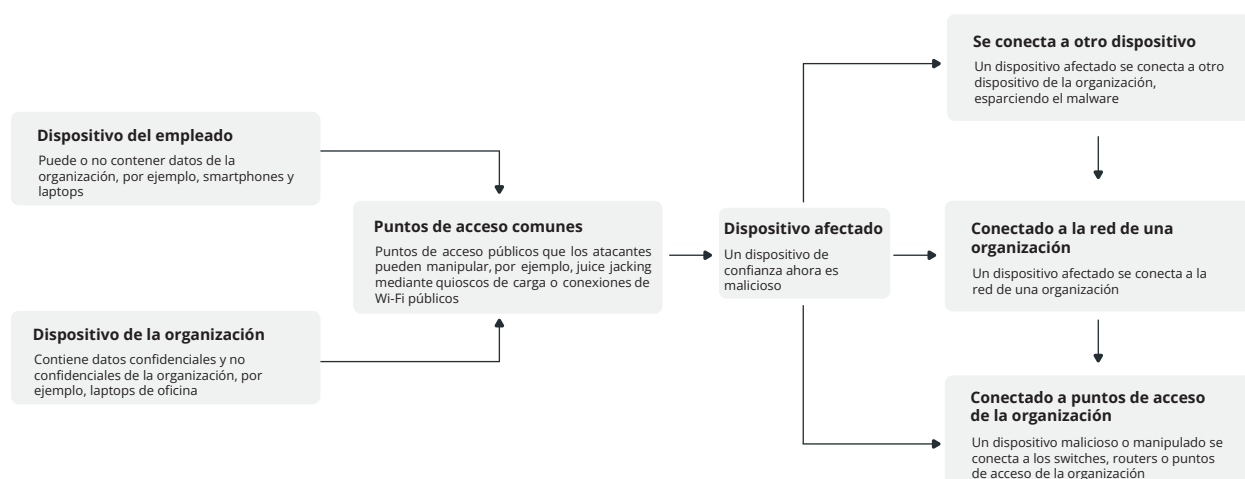 Dispositivo del empleado
Puede o no contener datos de la
organización, por ejemplo, smartphones y
laptops
Dispositivo de la organización
Contiene datos confidenciales y no
confidenciales de la organización, por
ejemplo, laptops de oficina
Puntos de acceso comunes
Puntos de acceso públicos que los atacantes
pueden manipular, por ejemplo, juice jacking
mediante quioscos de carga o conexiones de
Wi-Fi públicos
Dispositivo afectado
Un dispositivo de
confianza ahora es
malicioso
Se conecta a otro dispositivo
Un dispositivo afectado se conecta a otro
dispositivo de la organización,
esparciendo el malware
Conectado a la red de una
organización
Un dispositivo afectado se conecta a la
red de una organización
Conectado a puntos de acceso
de la organización
Un dispositivo malicioso o manipulado se
conecta a los switches, routers o puntos
de acceso de la organización